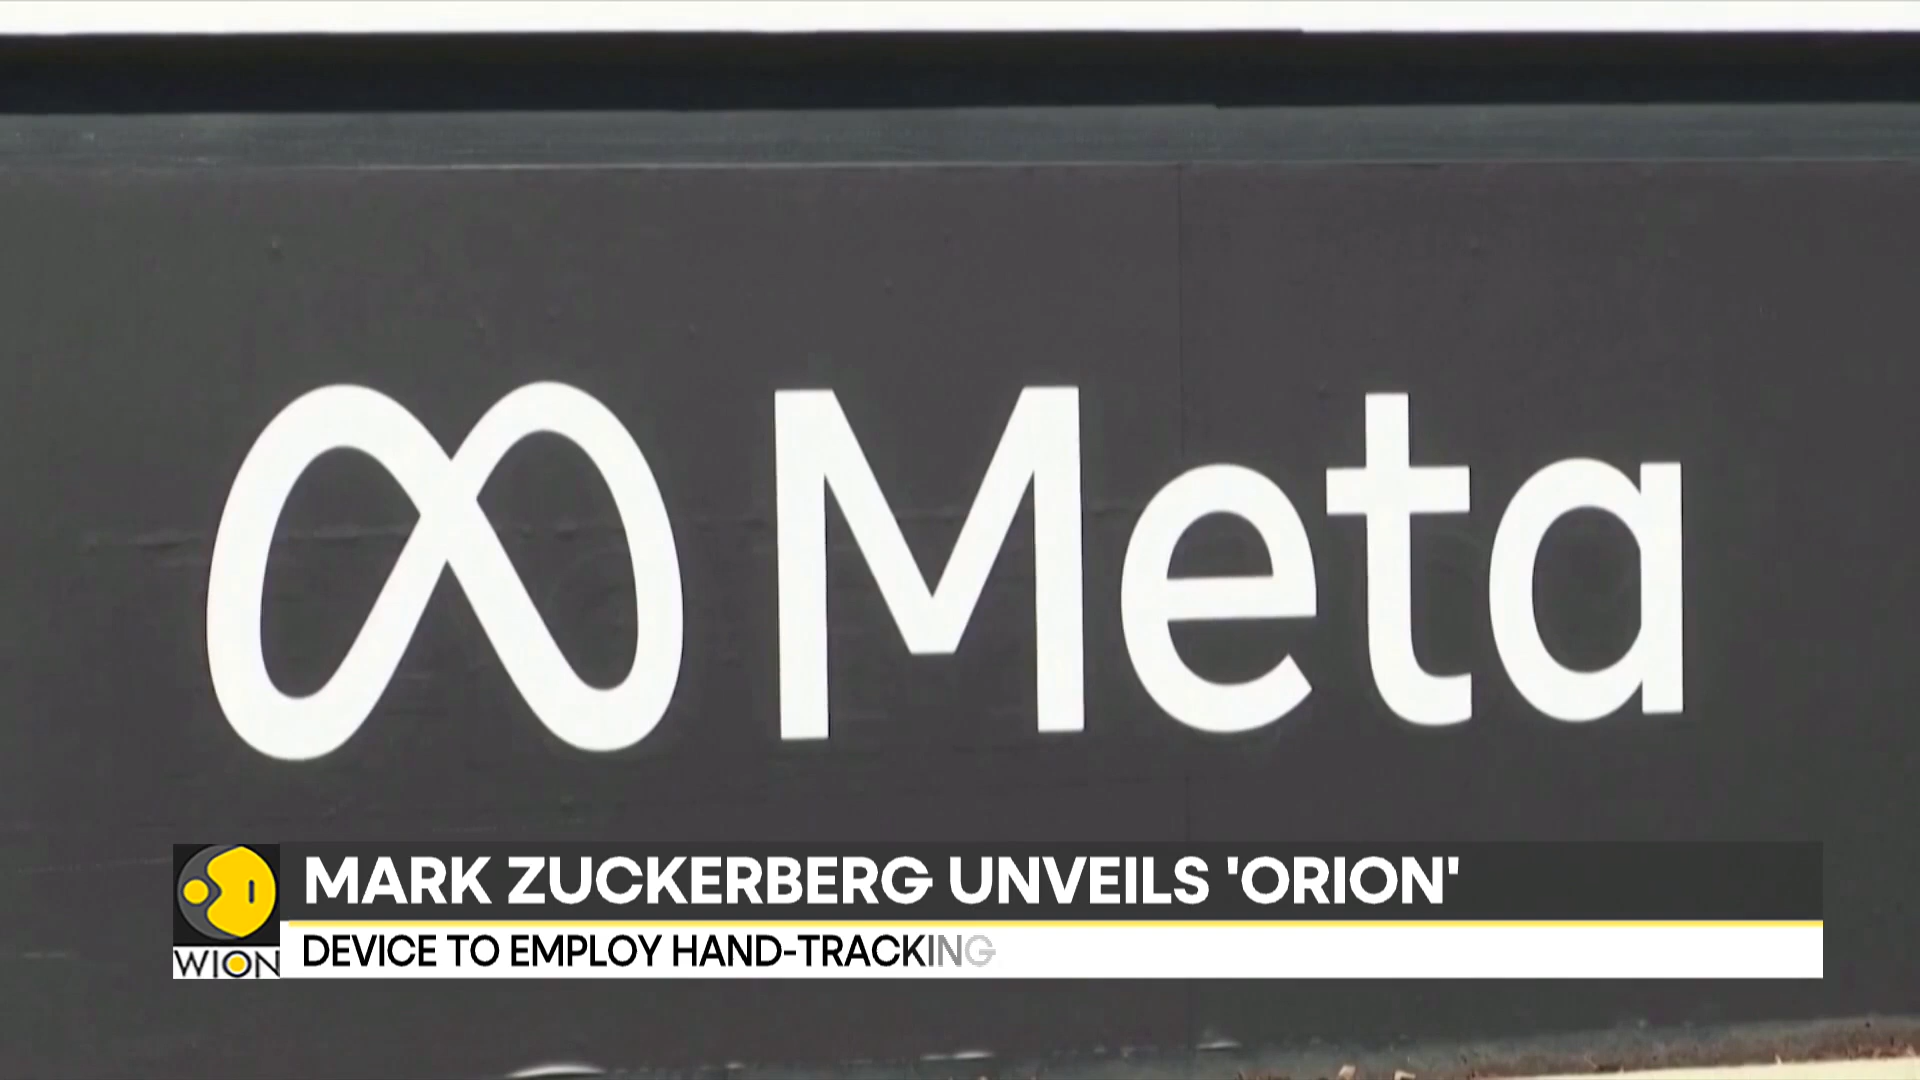 Meta
MARK ZUCKERBERG UNVEILS 'ORION'
DEVICE TO EMPLOY HAND-TRACKING
WION